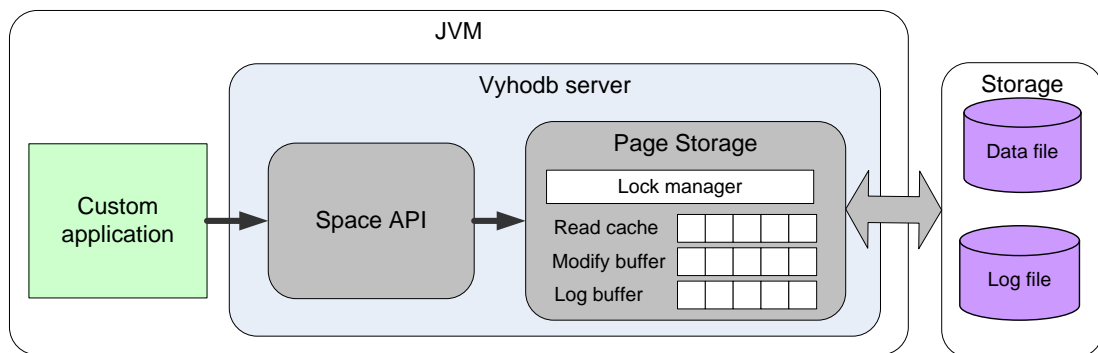 JVM
Vyhodb server
Custom
application
Space API
Page Storage
Lock manager
Read cache
Modify buffer
Log buffer
Storage
Data file
Log file